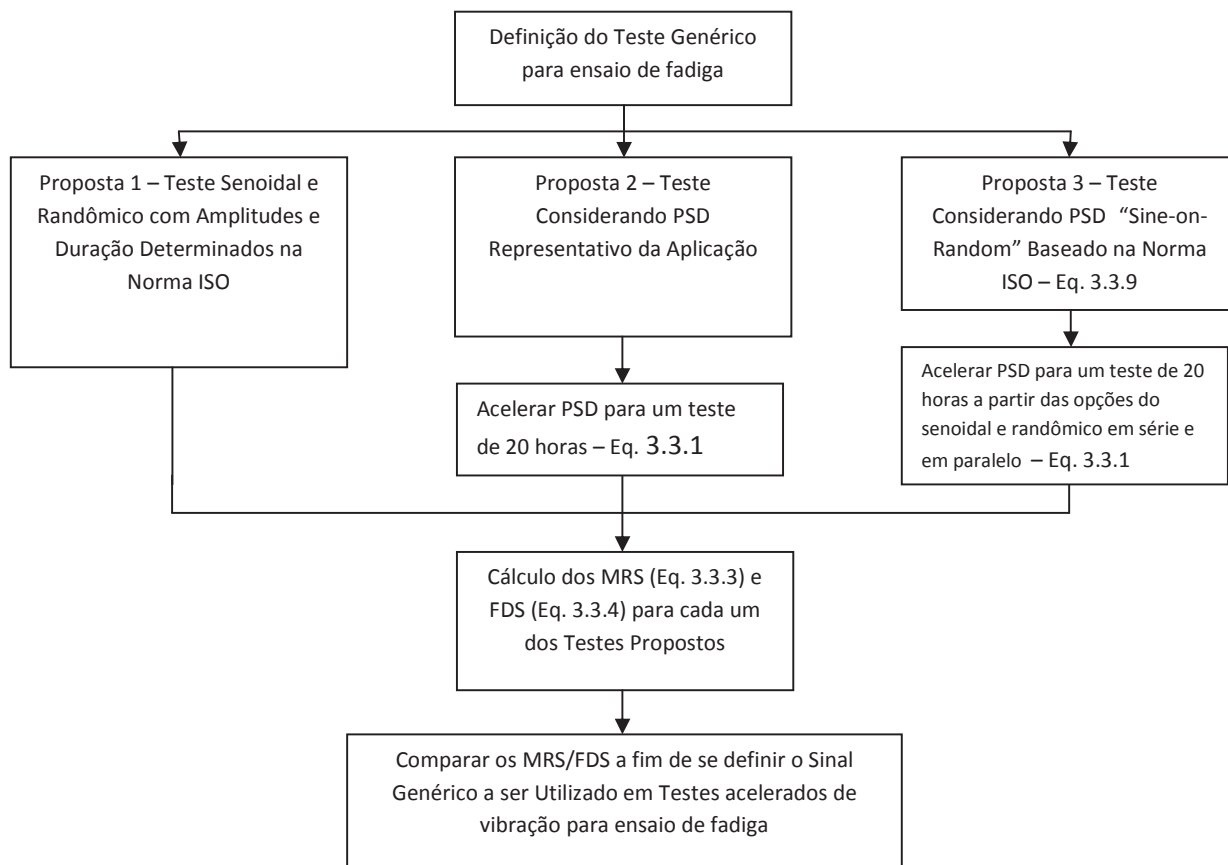 Definição do Teste Genérico
para ensaio de fadiga
Proposta 1 – Teste Senoidal e
Randômico com Amplitudes e
Duração Determinados na
Norma ISO
Proposta 2 – Teste
Considerando PSD
Representativo da Aplicação
Proposta 3 – Teste
Considerando PSD “Sine-on-
Random” Baseado na Norma
ISO – Eq. 3.3.9
Acelerar PSD para um teste
de 20 horas – Eq. 3.3.1
Acelerar PSD para um teste de 20
horas a partir das opções do
senoidal e randômico em série e
em paralelo – Eq. 3.3.1
Cálculo dos MRS (Eq. 3.3.3) e
FDS (Eq. 3.3.4) para cada um
dos Testes Propostos
Comparar os MRS/FDS a fim de se definir o Sinal
Genérico a ser Utilizado em Testes acelerados de
vibração para ensaio de fadiga